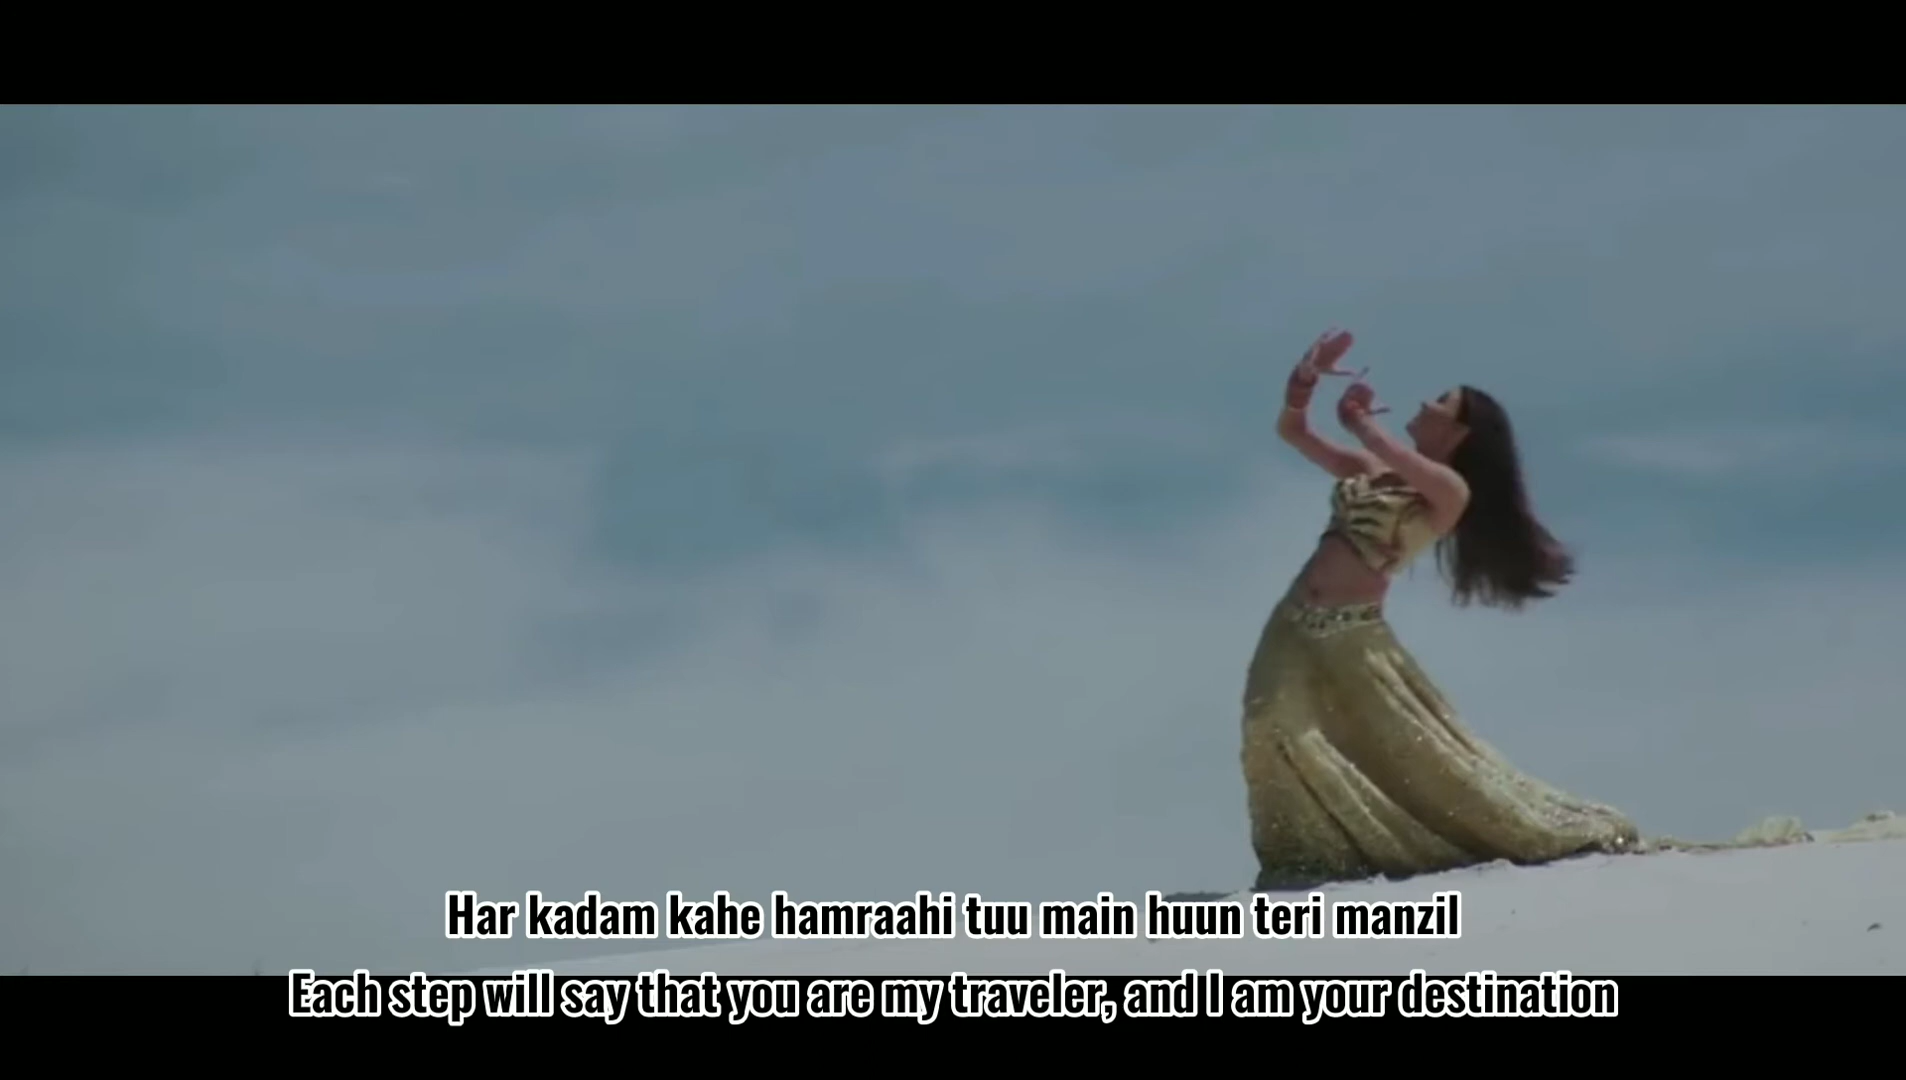 Har kadam kahe hamraahi tuu main huun teri manzil
Each step will say that you are my traveler, and I am your destination